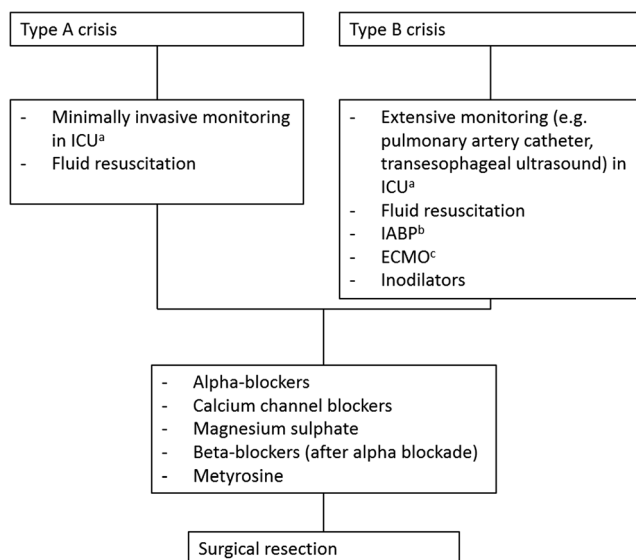 Type A crisis
Type B crisis
- Minimally invasive monitoring
in ICUᵃ
- Fluid resuscitation
- Extensive monitoring (e.g.
pulmonary artery catheter,
transesophageal ultrasound) in
ICUᵃ
- Fluid resuscitation
- IABPᵇ
- ECMOᶜ
- Inodilators
- Alpha-blockers
- Calcium channel blockers
- Magnesium sulphate
- Beta-blockers (after alpha blockade)
- Metyrosine
Surgical resection